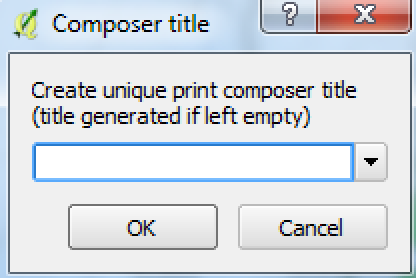 Composer title
?
Create unique print composer title
(title generated if left empty)
OK
Cancel